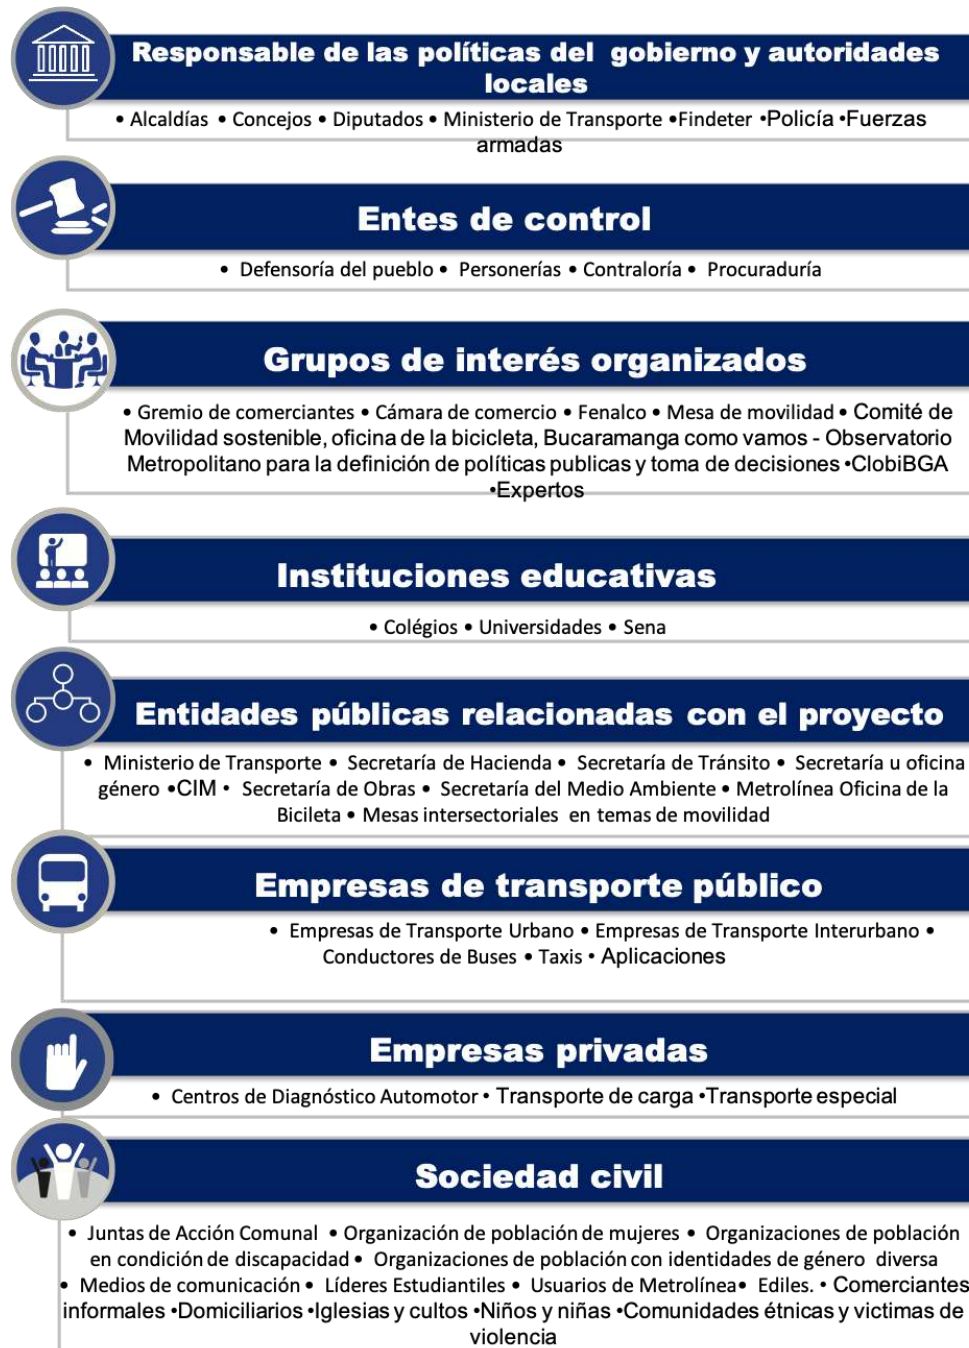 Responsable de las políticas del gobierno y autoridades
locales
• Alcaldías • Concejos • Diputados • Ministerio de Transporte •Findeter •Policía •Fuerzas
armadas
Entes de control
• Defensoría del pueblo • Personerías • Contraloría • Procuraduría
Grupos de interés organizados
• Gremio de comerciantes • Cámara de comercio • Fenalco • Mesa de movilidad • Comité de
Movilidad sostenible, oficina de la bicicleta, Bucaramanga como vamos - Observatorio
Metropolitano para la definición de políticas publicas y toma de decisiones •ClobiBGA
•Expertos
Instituciones educativas
• Colégios • Universidades • Sena
Entidades públicas relacionadas con el proyecto
• Ministerio de Transporte • Secretaría de Hacienda • Secretaría de Tránsito • Secretaría u oficina
género •CIM • Secretaría de Obras • Secretaría del Medio Ambiente • Metrolínea Oficina de la
Bicileta • Mesas intersectoriales en temas de movilidad
Empresas de transporte público
• Empresas de Transporte Urbano • Empresas de Transporte Interurbano •
Conductores de Buses • Taxis • Aplicaciones
Empresas privadas
• Centros de Diagnóstico Automotor • Transporte de carga •Transporte especial
Sociedad civil
• Juntas de Acción Comunal • Organización de población de mujeres • Organizaciones de población
en condición de discapacidad • Organizaciones de población con identidades de género diversa
• Medios de comunicación • Líderes Estudiantiles • Usuarios de Metrolínea • Ediles. • Comerciantes
informales •Domiciliarios •Iglesias y cultos •Niños y niñas •Comunidades étnicas y victimas de
violencia